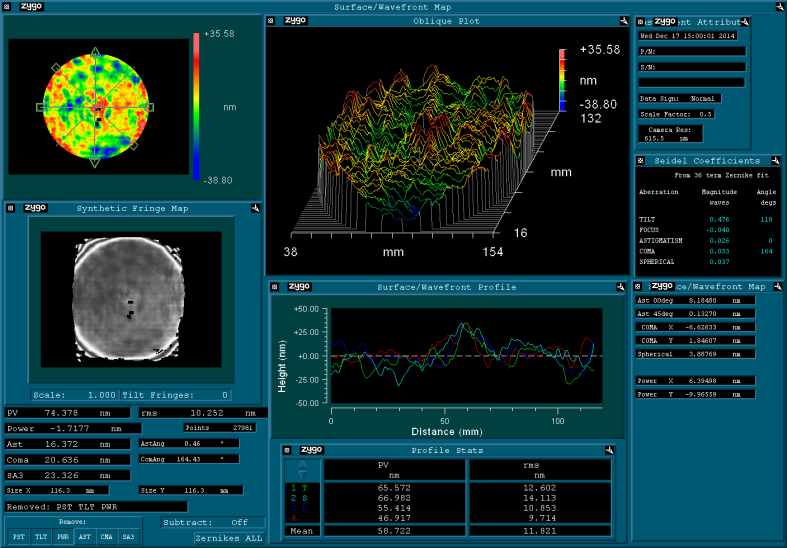 zygo
Surface/Wavefront Map
+35.58
nm
-38.80
zygo
Oblique Plot
+35.58
nm
-38.80
132
mm
16
38
mm
154
zygo
ent Attribut
Wed Dec 17 15:00:01 2014
P/N:
S/N:
Data Sign: Normal
Scale Factor: 0.5
Camera Res:
615.5 um
zygo
Seidel Coefficients
From 36 term Zernike fit
Aberration Magnitude Angle
waves degs
TILT 0.476 118
FOCUS -0.040
ASTIGMATISM 0.026 0
COMA 0.033 164
SPHERICAL 0.037
zygo
Synthetic Fringe Map
Scale: 1.000 Tilt Fringes: 0
PV 74.378 nm
rms 10.252 nm
Power -1.7177 nm
Points 27981
Ast 16.372 nm
AstAng 0.46 °
Coma 20.636 nm
ComAng 164.43 °
SA3 23.326 nm
Size X 116.3 mm
Size Y 116.3 mm
Removed: PST TLT PWR
Remove:
PST TLT PWR AST CMA SA3
Subtract: Off
Zernikes ALL
zygo
Surface/Wavefront Profile
+50.00
+25.00
+0.00
-25.00
-50.00
Height (nm)
0 50 100
Distance (mm)
zygo
Profile Stats
PV rms
nm nm
1 T 65.572 12.602
2 S 66.982 14.113
3 55.414 10.853
4 46.917 9.714
Mean 58.722 11.821
zygo
ce/Wavefront Map
Ast 00deg 8.18480 nm
Ast 45deg 0.13270 nm
COMA X -6.62633 nm
COMA Y 1.84607 nm
Spherical 3.88769 nm
Power X 6.39498 nm
Power Y -9.96559 nm